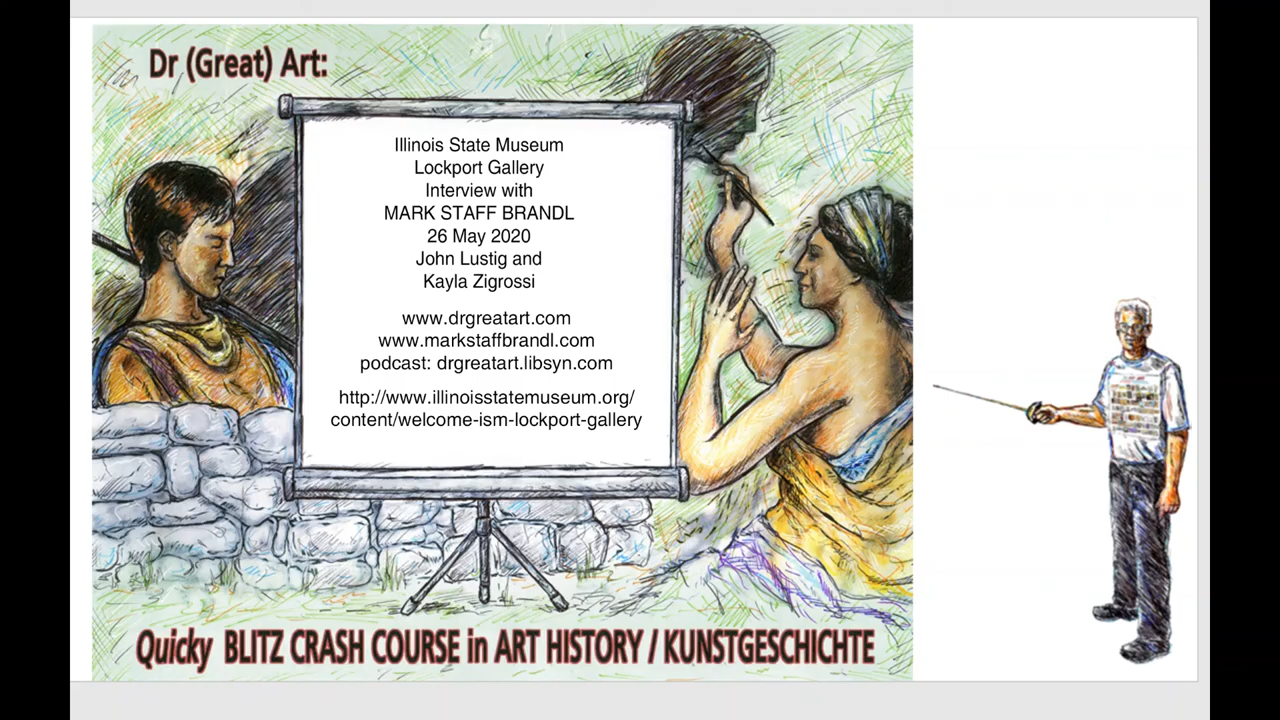 Dr (Great) Art:
Illinois State Museum
Lockport Gallery
Interview with
MARK STAFF BRANDL
26 May 2020
John Lustig and
Kayla Zigrossi
www.drgreatart.com
www.markstaffbrandl.com
podcast: drgreatart.libsyn.com
http://www.illinoisstatemuseum.org/
content/welcome-ism-lockport-gallery
Quicky BLITZ CRASH COURSE in ART HISTORY / KUNSTGESCHICHTE